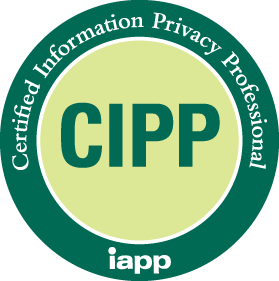 Certified Information Privacy Professional
CIPP
iapp